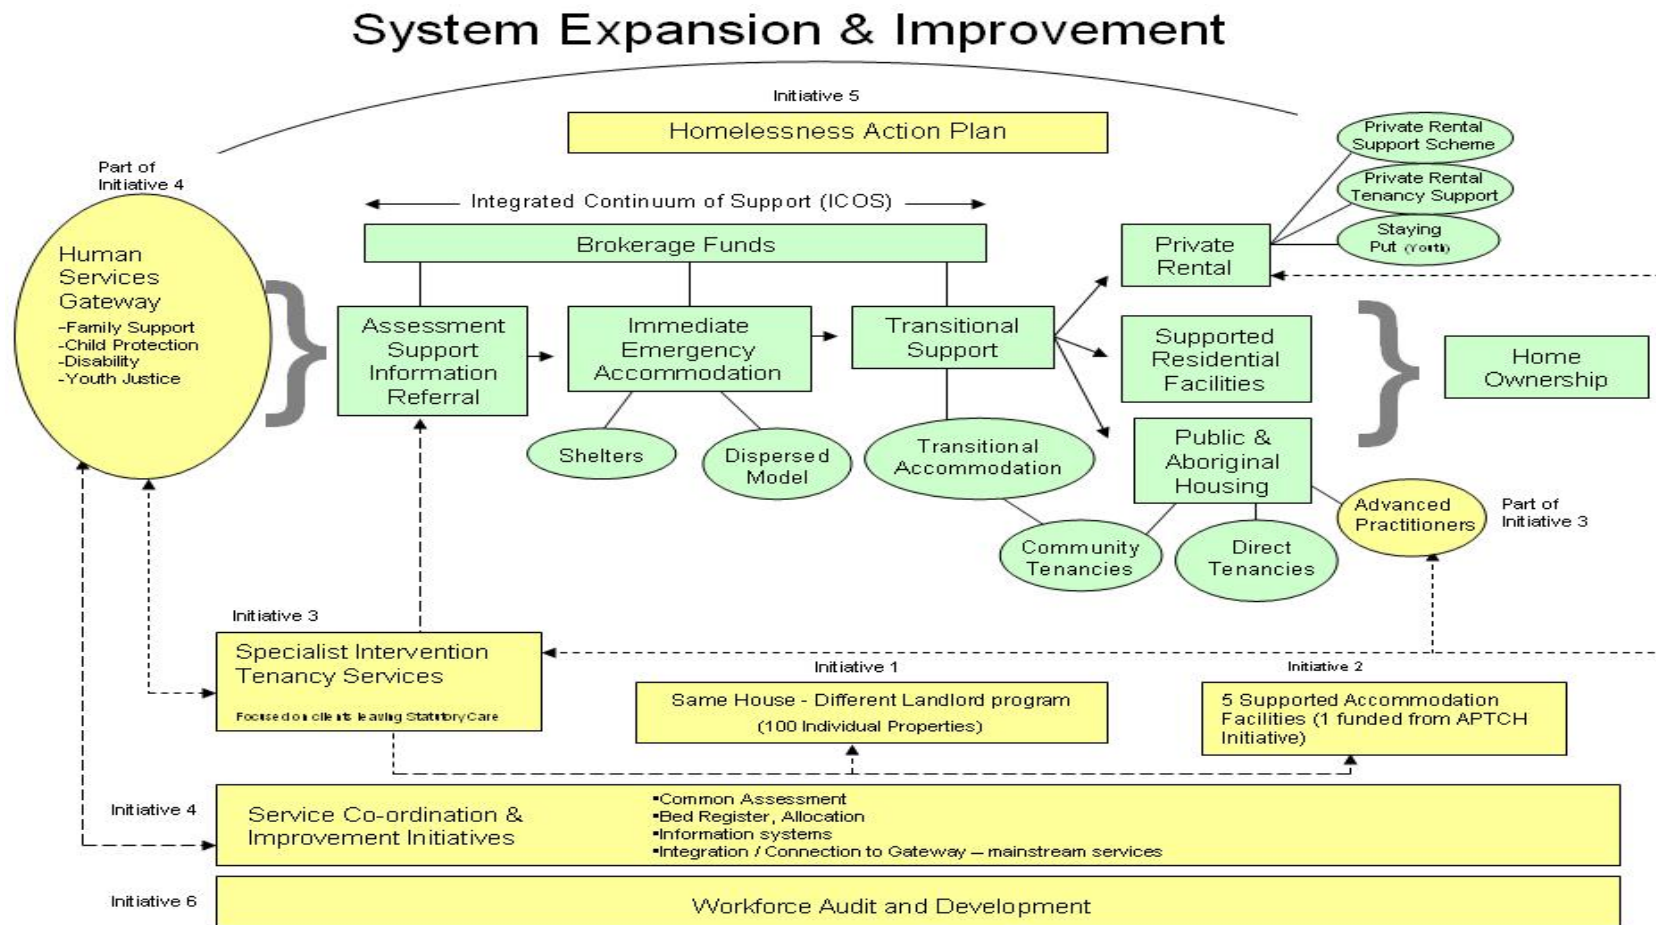 System Expansion & Improvement
Initiative 5
Homelessness Action Plan
Part of
Initiative 4
Human
Services
Gateway
-Family Support
-Child Protection
-Disability
-Youth Justice
Integrated Continuum of Support (ICOS)
Brokerage Funds
Assessment
Support
Information
Referral
Immediate
Emergency
Accommodation
Shelters
Dispersed
Model
Transitional
Support
Transitional
Accommodation
Private
Rental
Private Rental
Support Scheme
Private Rental
Tenancy Support
Staying
Put (Youth)
Supported
Residential
Facilities
Public &
Aboriginal
Housing
Community
Tenancies
Direct
Tenancies
Advanced
Practitioners
Part of
Initiative 3
Home
Ownership
Initiative 3
Specialist Intervention
Tenancy Services
Focused on clients leaving Statutory Care
Initiative 1
Same House - Different Landlord program
(100 Individual Properties)
Initiative 2
5 Supported Accommodation
Facilities (1 funded from APTCH
Initiative)
Initiative 4
Service Co-ordination &
Improvement Initiatives
▪Common Assessment
▪Bed Register, Allocation
▪Information systems
▪Integration / Connection to Gateway – mainstream services
Initiative 6
Workforce Audit and Development